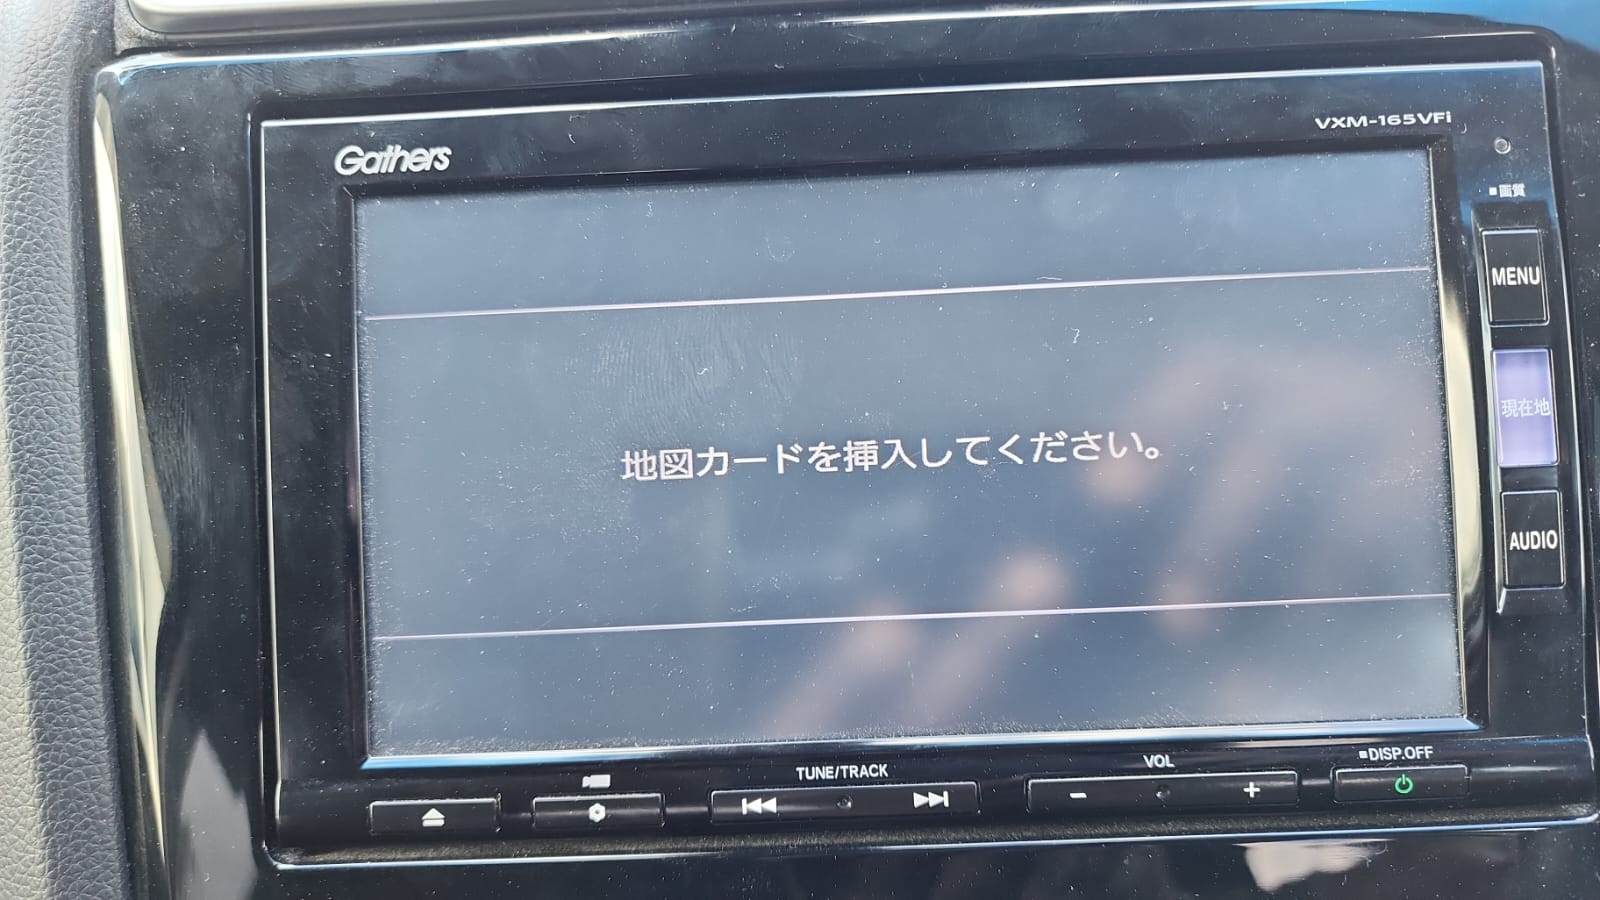 VXM-165VFi
Gathers
■画質
MENU
現在地
地図カードを挿入してください。
AUDIO
TUNE/TRACK
VOL
■DISP.OFF